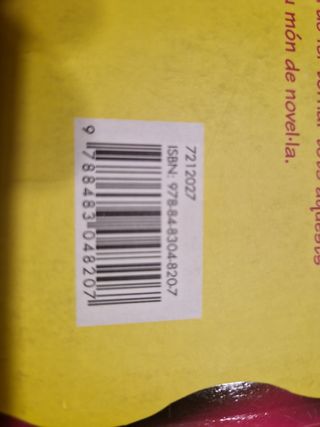 u món de novel·la.
7212027
ISBN: 978-84-8304-820-7
9 788483 048207